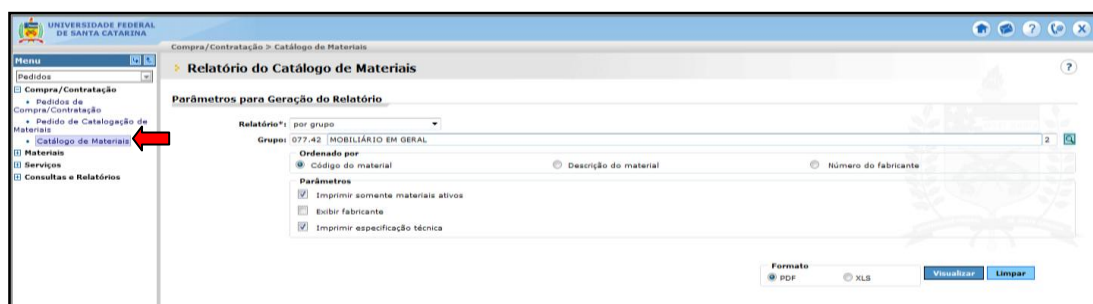 UNIVERSIDADE FEDERAL
DE SANTA CATARINA
Compra/Contratação > Catálogo de Materiais
Menu
Pedidos
Compra/Contratação
Pedidos de
Compra/Contratação
Pedido de Catalogação de
Materiais
Catálogo de Materiais
Materiais
Serviços
Consultas e Relatórios
Relatório do Catálogo de Materiais
?
Parâmetros para Geração do Relatório
Relatório*: por grupo
Grupo: 077.42 MOBILIÁRIO EM GERAL 2
Ordenado por
Código do material Descrição do material Número do fabricante
Parâmetros
Imprimir somente materiais ativos
Exibir fabricante
Imprimir especificação técnica
Formato
PDF XLS Visualizar Limpar